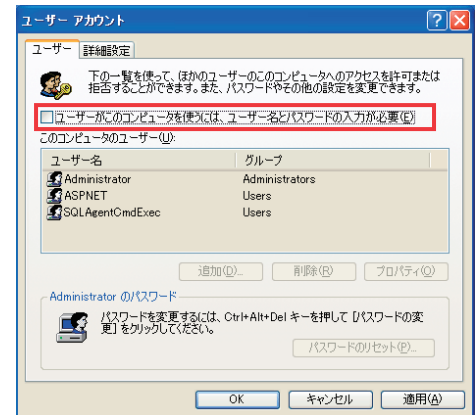 ユーザー アカウント
ユーザー 詳細設定
下の一覧を使って、ほかのユーザーのこのコンピュータへのアクセスを許可または
拒否することができます。また、パスワードやその他の設定を変更できます。
ユーザーがこのコンピュータを使うには、ユーザー名とパスワードの入力が必要(E)
このコンピュータのユーザー(U):
ユーザー名 グループ
Administrator Administrators
ASPNET Users
SQLAgentCmdExec Users
追加(D)... 削除(R) プロパティ(O)
Administrator のパスワード
パスワードを変更するには、Ctrl+Alt+Del キーを押して [パスワードの変
更] をクリックしてください。
パスワードのリセット(P)...
OK キャンセル 適用(A)